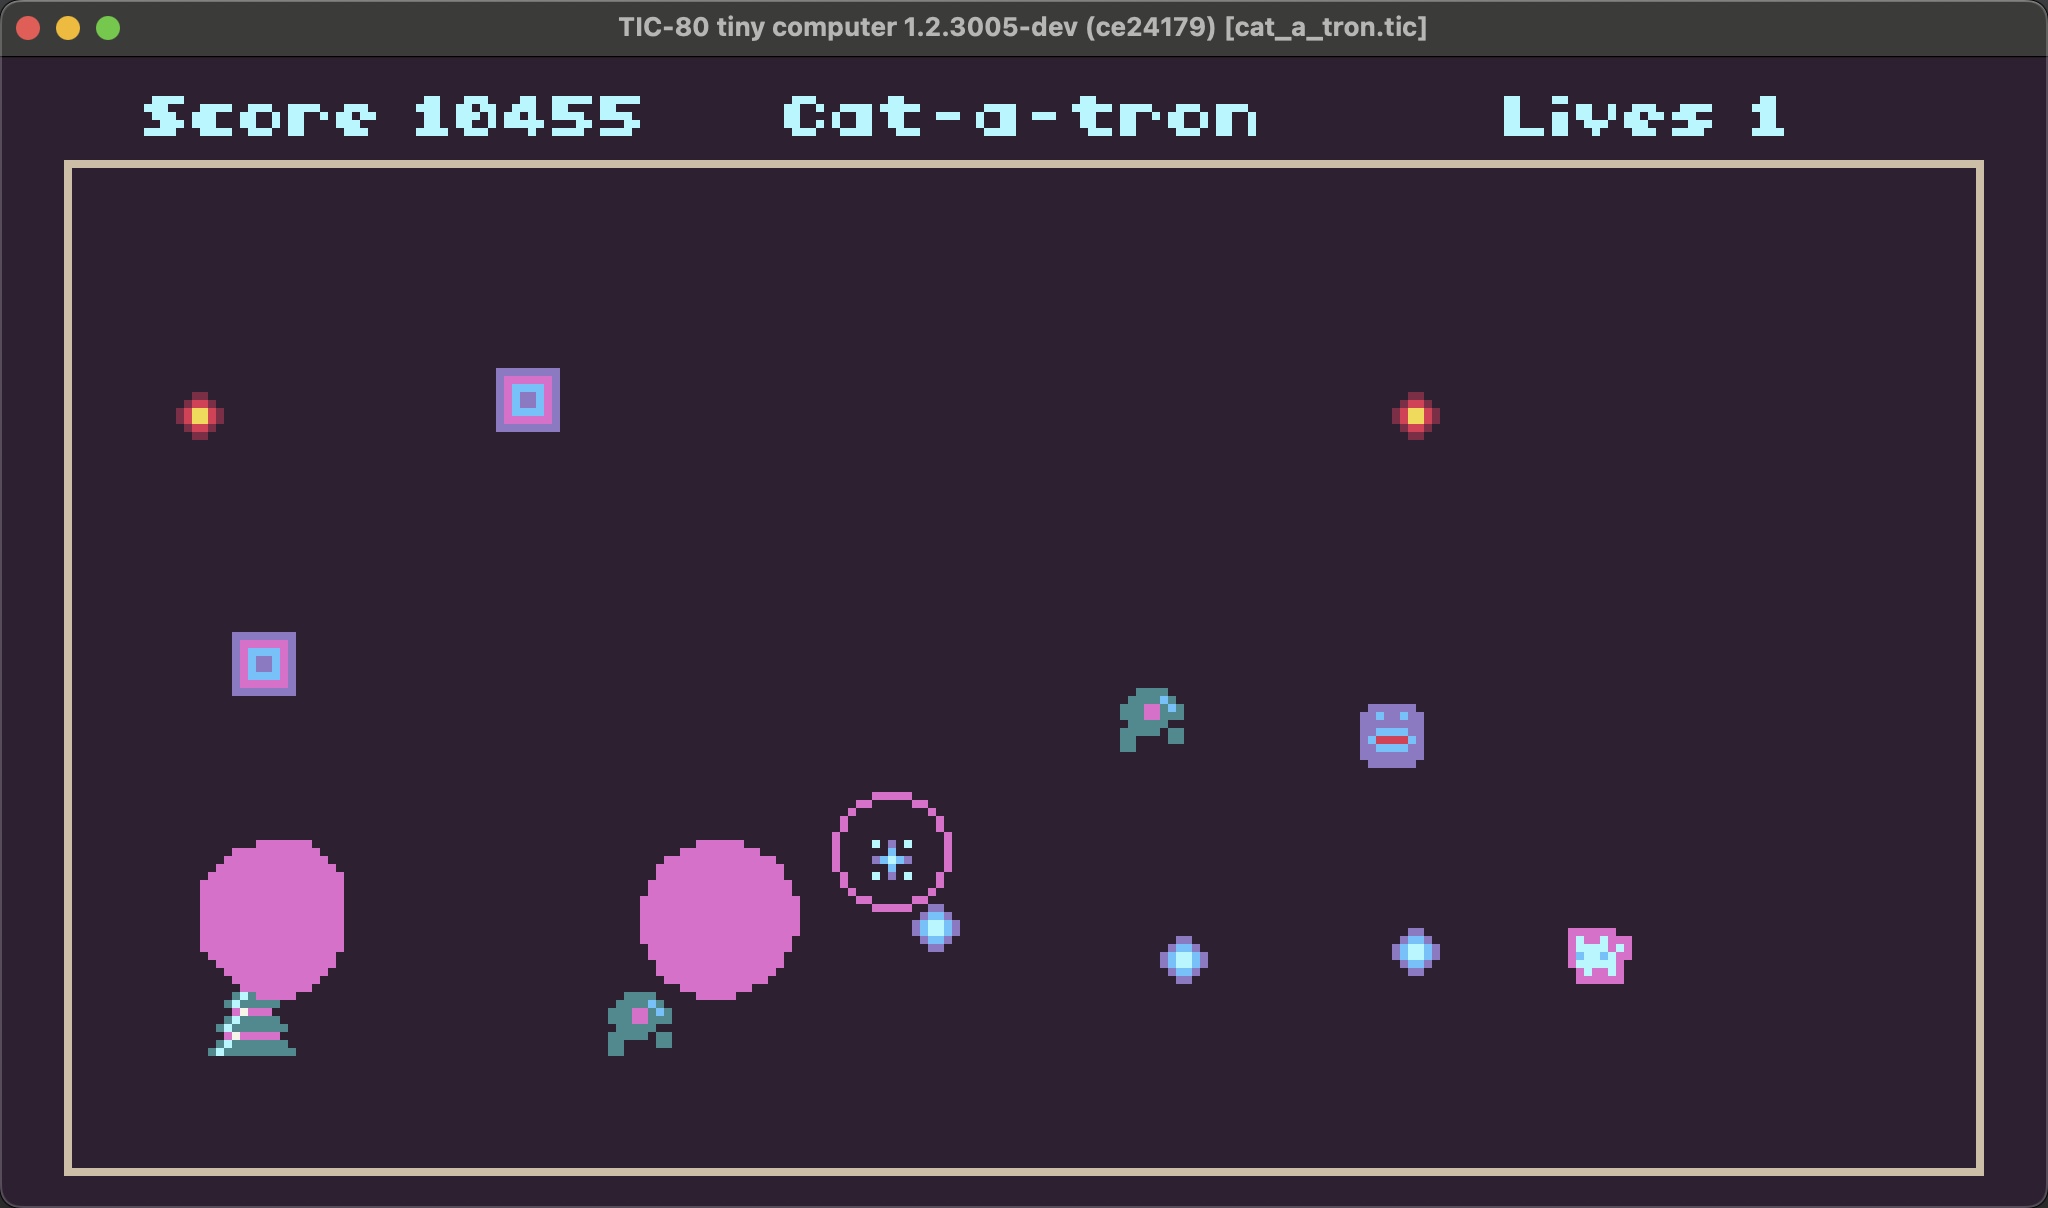 TIC-80 tiny computer 1.2.3005-dev (ce24179) [cat_a_tron.tic]
Score 10455 Cat-a-tron Lives 1